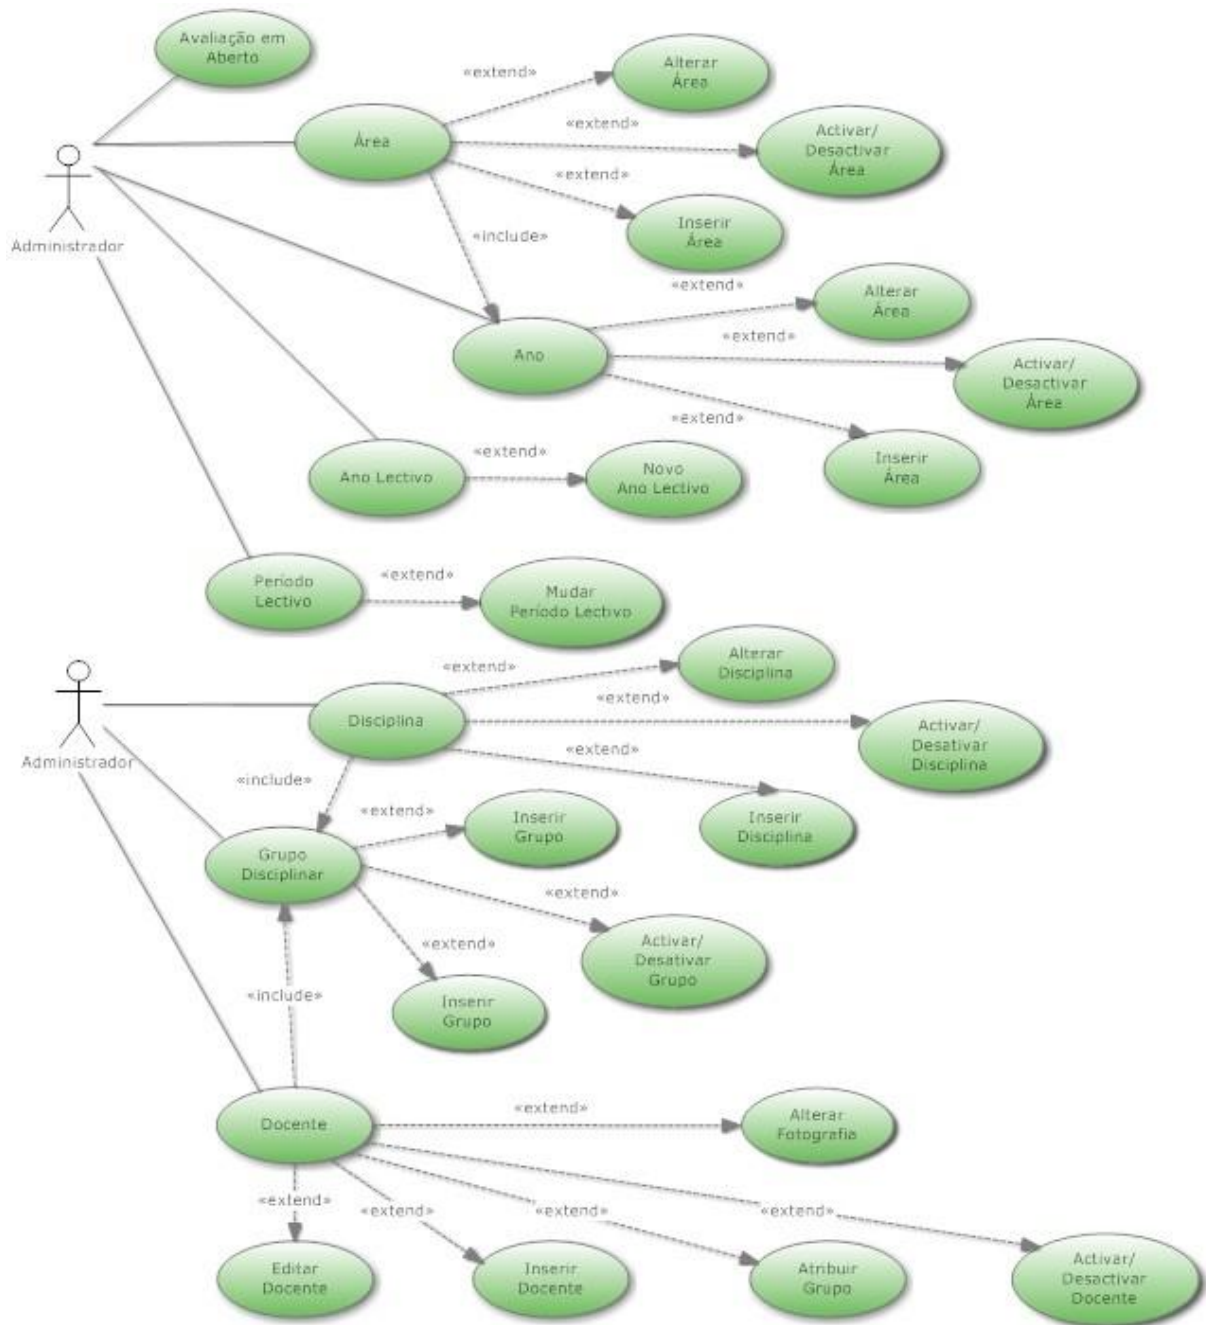 Avaliação em
Aberto
«extend»
Alterar
Área
«extend»
Activar/
Desactivar
Área
Área
«extend»
Inserir
Área
«include»
Administrador
«extend»
Alterar
Área
«extend»
Activar/
Desactivar
Área
Ano
«extend»
Inserir
Área
Ano Lectivo
«extend»
Novo
Ano Lectivo
Período
Lectivo
«extend»
Mudar
Período Lectivo
Administrador
Disciplina
«extend»
Alterar
Disciplina
«extend»
Activar/
Desativar
Disciplina
«extend»
Inserir
Disciplina
«include»
Grupo
Disciplinar
«extend»
Inserir
Grupo
«extend»
Activar/
Desativar
Grupo
«extend»
Inserir
Grupo
«include»
Docente
«extend»
Alterar
Fotografia
«extend»
Editar
Docente
«extend»
Inserir
Docente
«extend»
Atribuir
Grupo
«extend»
Activar/
Desactivar
Docente